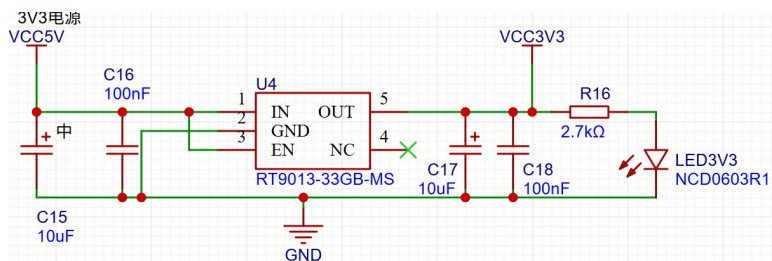 3V3电源
VCC5V
VCC3V3
C16
100nF
U4
1
IN
OUT
5
2
GND
3
EN
NC
4
RT9013-33GB-MS
+
中
C15
10uF
+
C17
10uF
C18
100nF
R16
2.7kΩ
LED3V3
NCD0603R1
GND